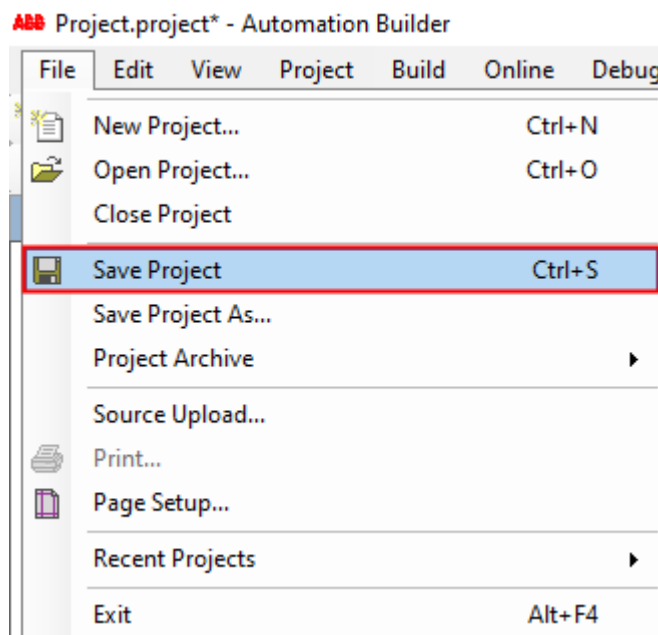 ABB Project.project* - Automation Builder
File Edit View Project Build Online Debug
New Project... Ctrl+N
Open Project... Ctrl+O
Close Project
Save Project Ctrl+S
Save Project As...
Project Archive
Source Upload...
Print...
Page Setup...
Recent Projects
Exit Alt+F4